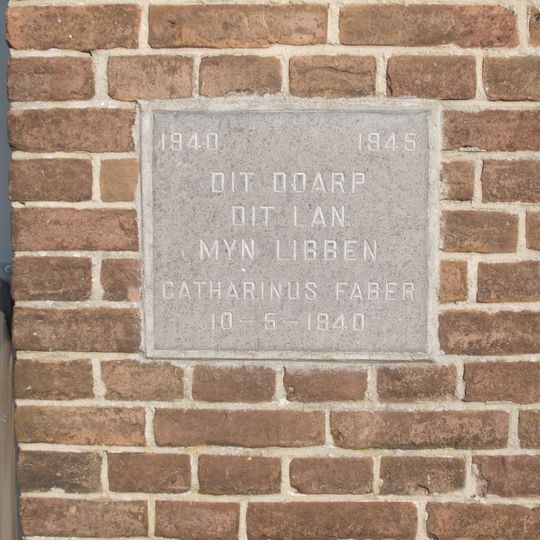 1940 1945
DIT DOARP
DIT LAN
MYN LIBBEN
CATHARINUS FABER
10-5-1940